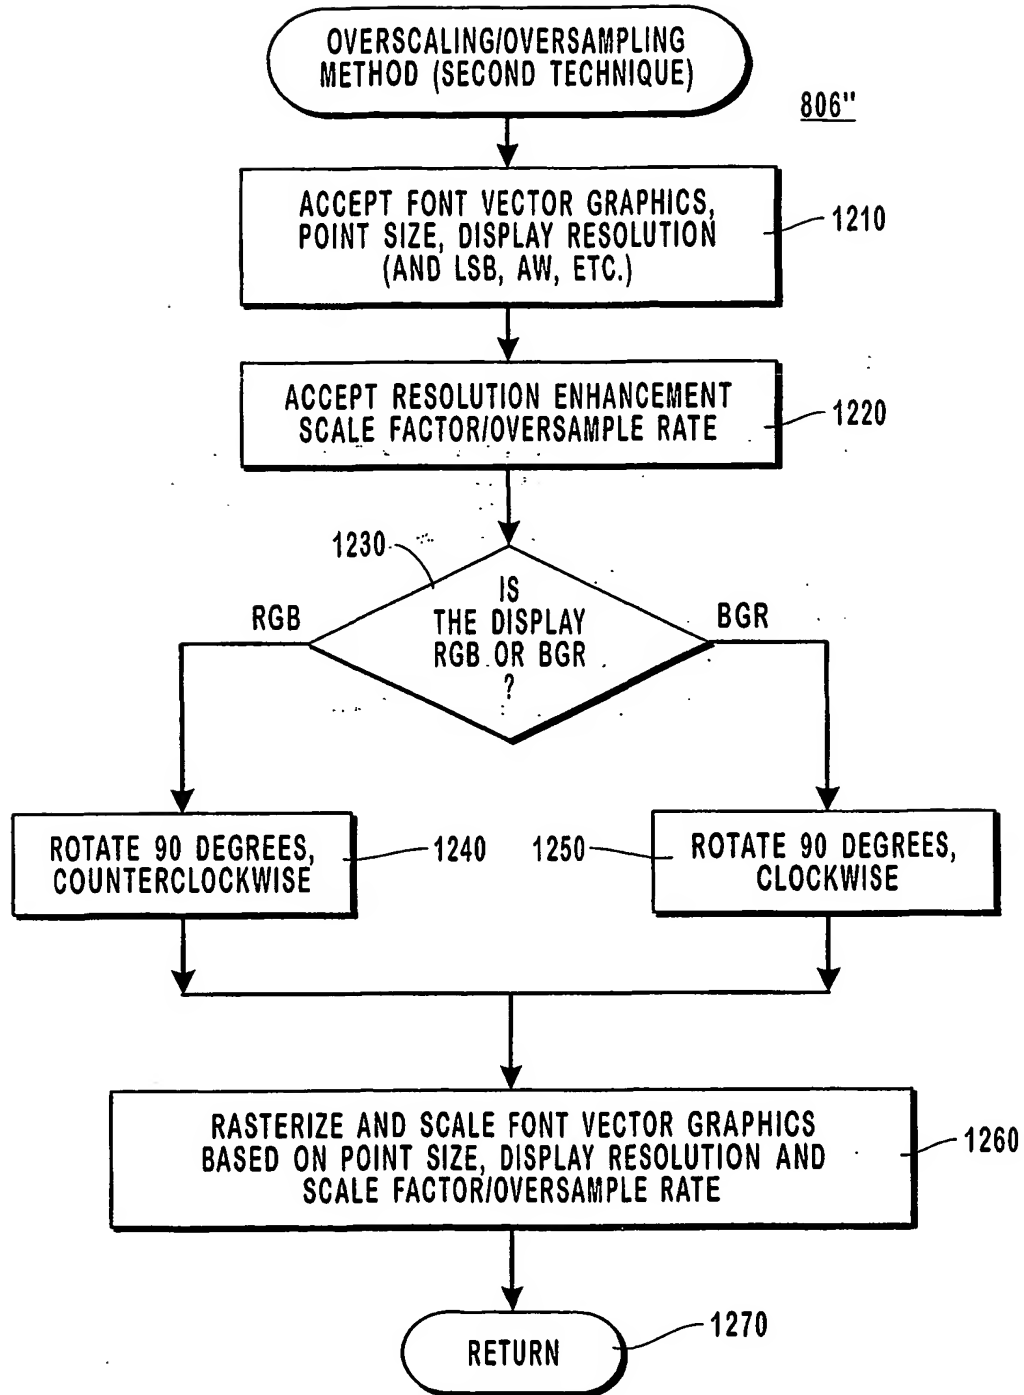 OVERSCALING/OVERSAMPLING
METHOD (SECOND TECHNIQUE)
806"
ACCEPT FONT VECTOR GRAPHICS,
POINT SIZE, DISPLAY RESOLUTION
(AND LSB, AW, ETC.)
1210
ACCEPT RESOLUTION ENHANCEMENT
SCALE FACTOR/OVERSAMPLE RATE
1220
1230
IS
THE DISPLAY
RGB OR BGR
?
RGB
BGR
ROTATE 90 DEGREES,
COUNTERCLOCKWISE
1240
1250
ROTATE 90 DEGREES,
CLOCKWISE
RASTERIZE AND SCALE FONT VECTOR GRAPHICS
BASED ON POINT SIZE, DISPLAY RESOLUTION AND
SCALE FACTOR/OVERSAMPLE RATE
1260
RETURN
1270